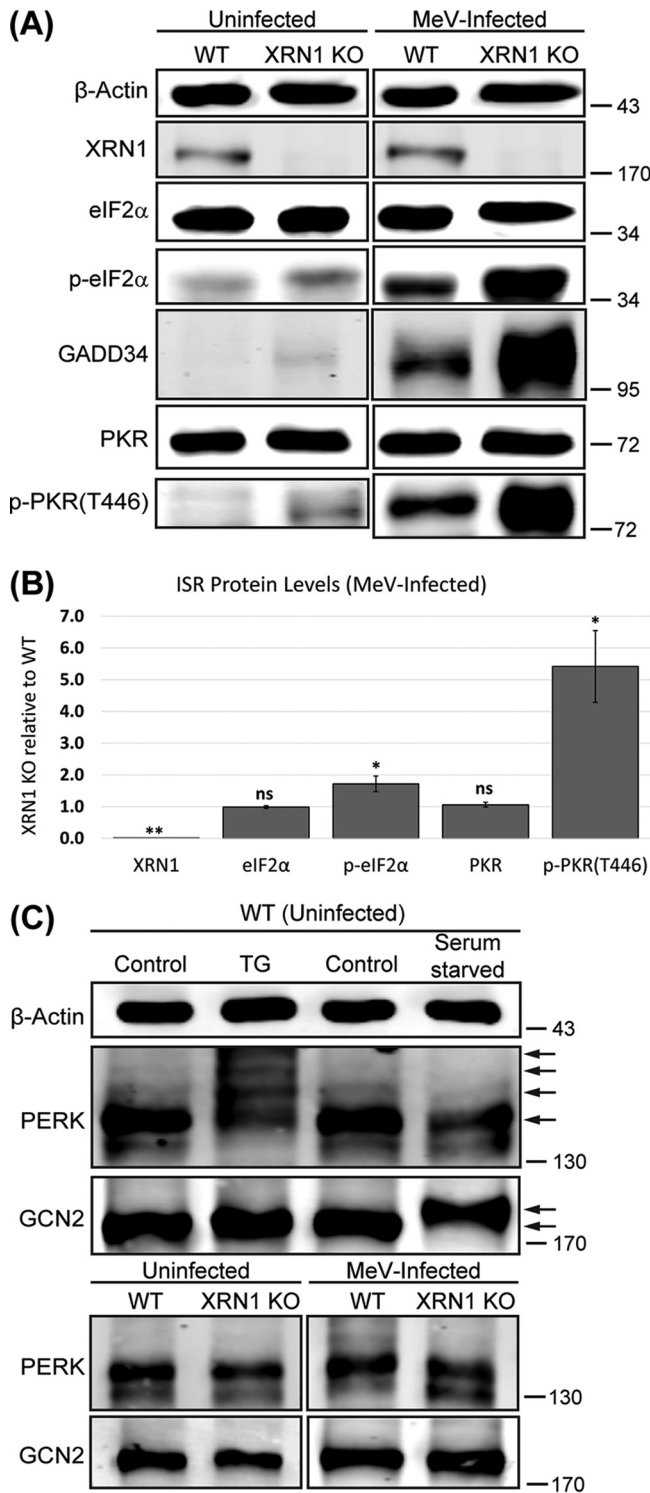 (A)
Uninfected MeV-Infected
WT XRN1 KO WT XRN1 KO
β-Actin 43
XRN1 170
eIF2α 34
p-eIF2α 34
GADD34 95
PKR 72
p-PKR(T446) 72
(B)
ISR Protein Levels (MeV-Infected)
XRN1 KO relative to WT
7.0
6.0
5.0
4.0
3.0
2.0
1.0
0.0
** ns * ns *
XRN1 eIF2α p-eIF2α PKR p-PKR(T446)
(C)
WT (Uninfected)
Control TG Control Serum
starved
β-Actin 43
PERK 130
GCN2 170
Uninfected MeV-Infected
WT XRN1 KO WT XRN1 KO
PERK 130
GCN2 170